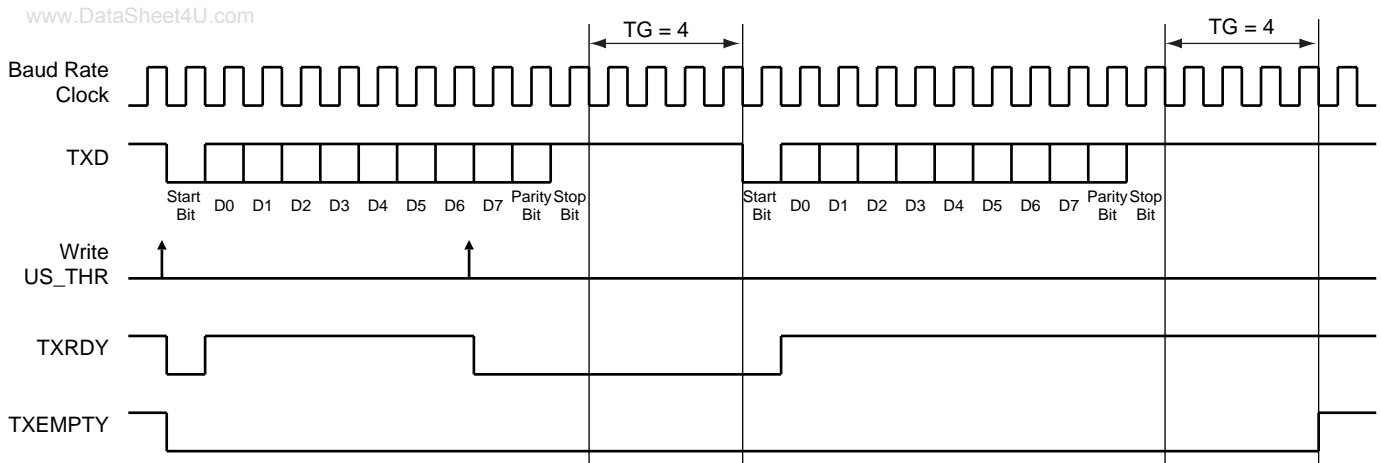 www.DataSheet4U.com
TG = 4
TG = 4
Baud Rate
Clock
TXD
Start
Bit
D0
D1
D2
D3
D4
D5
D6
D7
Parity
Bit
Stop
Bit
Start
Bit
D0
D1
D2
D3
D4
D5
D6
D7
Parity
Bit
Stop
Bit
Write
US_THR
TXRDY
TXEMPTY